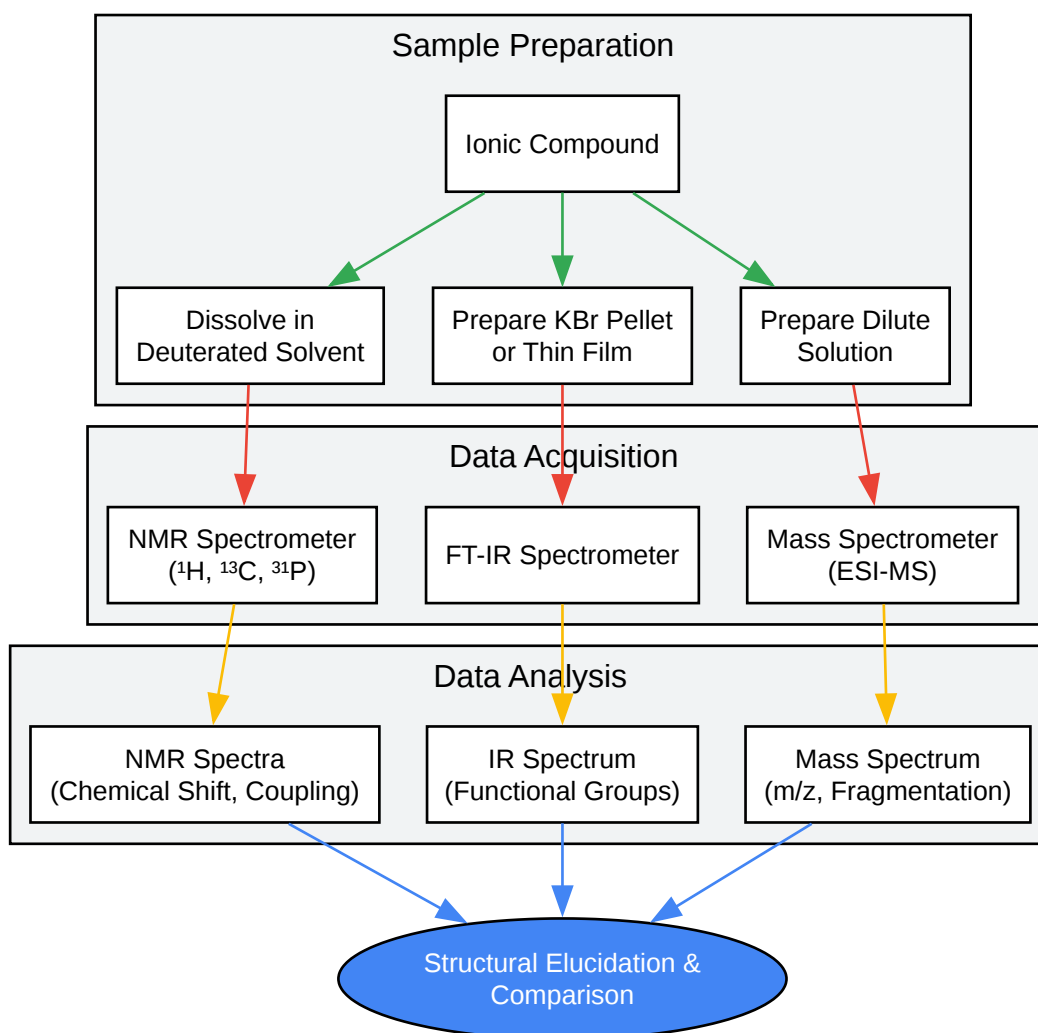 Sample Preparation
Ionic Compound
Dissolve in
Deuterated Solvent
Prepare KBr Pellet
or Thin Film
Prepare Dilute
Solution
Data Acquisition
NMR Spectrometer
(¹H, ¹³C, ³¹P)
FT-IR Spectrometer
Mass Spectrometer
(ESI-MS)
Data Analysis
NMR Spectra
(Chemical Shift, Coupling)
IR Spectrum
(Functional Groups)
Mass Spectrum
(m/z, Fragmentation)
Structural Elucidation &
Comparison